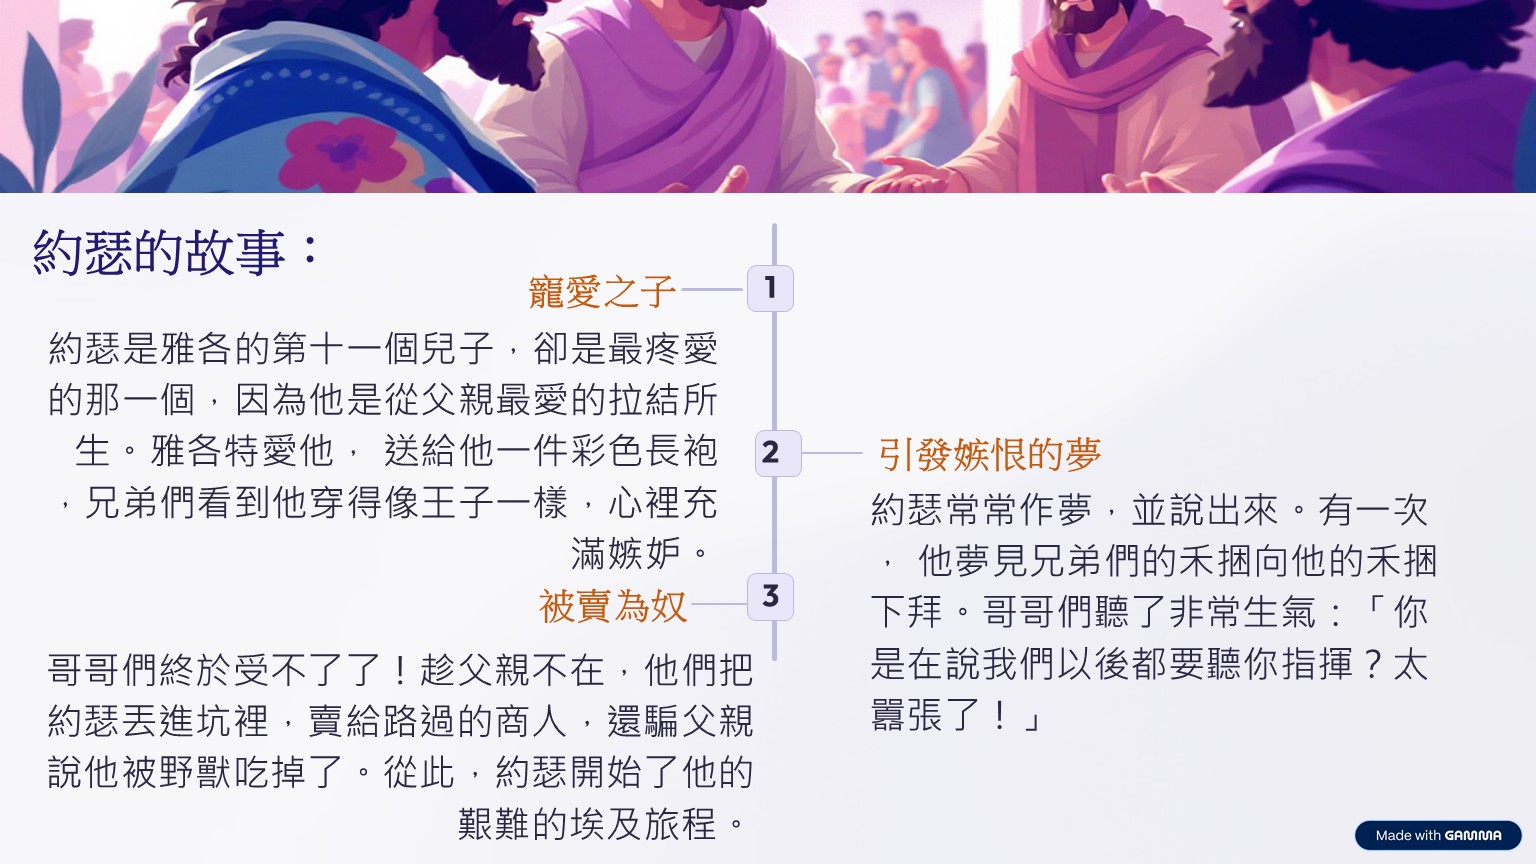 約瑟的故事：
1
寵愛之子
約瑟是雅各的第十一個兒子，卻是最疼愛
的那一個，因為他是從父親最愛的拉結所
生。雅各特愛他， 送給他一件彩色長袍
，兄弟們看到他穿得像王子一樣，心裡充
滿嫉妒。
2
引發嫉恨的夢
約瑟常常作夢，並說出來。有一次
， 他夢見兄弟們的禾捆向他的禾捆
下拜。哥哥們聽了非常生氣：「你
是在說我們以後都要聽你指揮？太
囂張了！」
3
被賣為奴
哥哥們終於受不了了！趁父親不在，他們把
約瑟丟進坑裡，賣給路過的商人，還騙父親
說他被野獸吃掉了。從此，約瑟開始了他的
艱難的埃及旅程。
Made with GAMMA